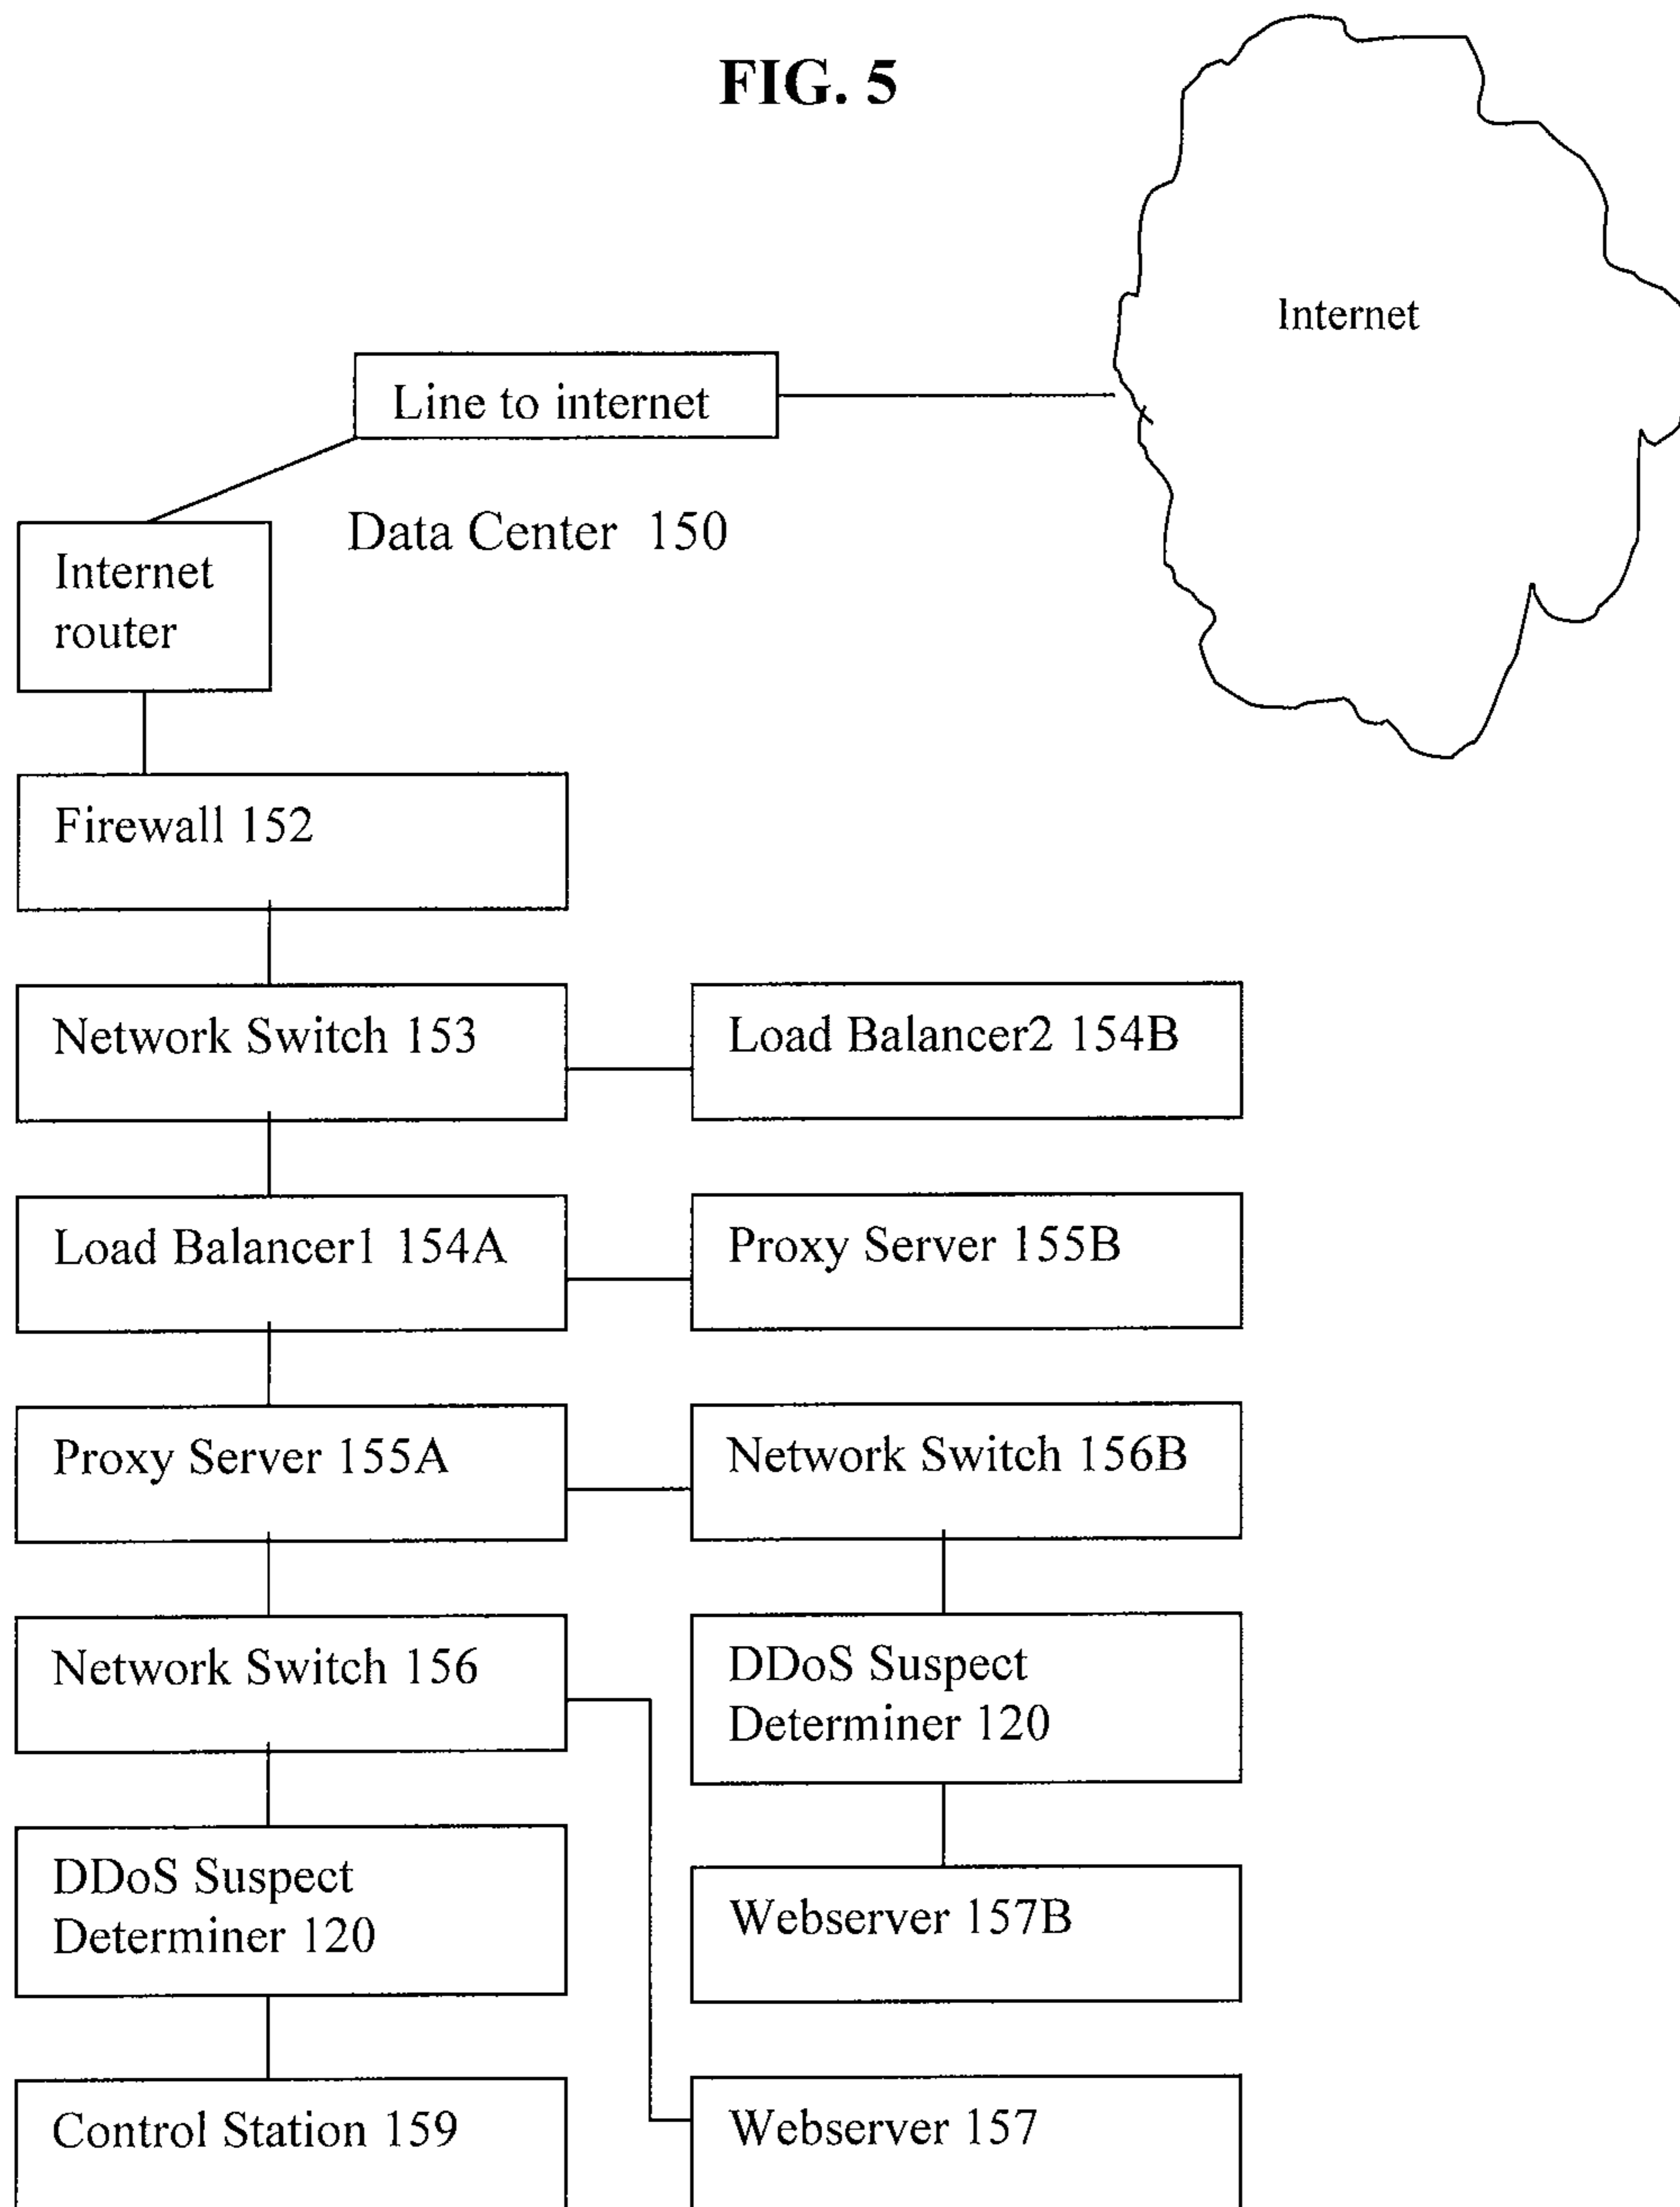 FIG. 5
Internet
Line to internet
Data Center 150
Internet
router
Firewall 152
Network Switch 153
Load Balancer2 154B
Load Balancer1 154A
Proxy Server 155B
Proxy Server 155A
Network Switch 156B
Network Switch 156
DDoS Suspect
Determiner 120
DDoS Suspect
Determiner 120
Webserver 157B
Control Station 159
Webserver 157